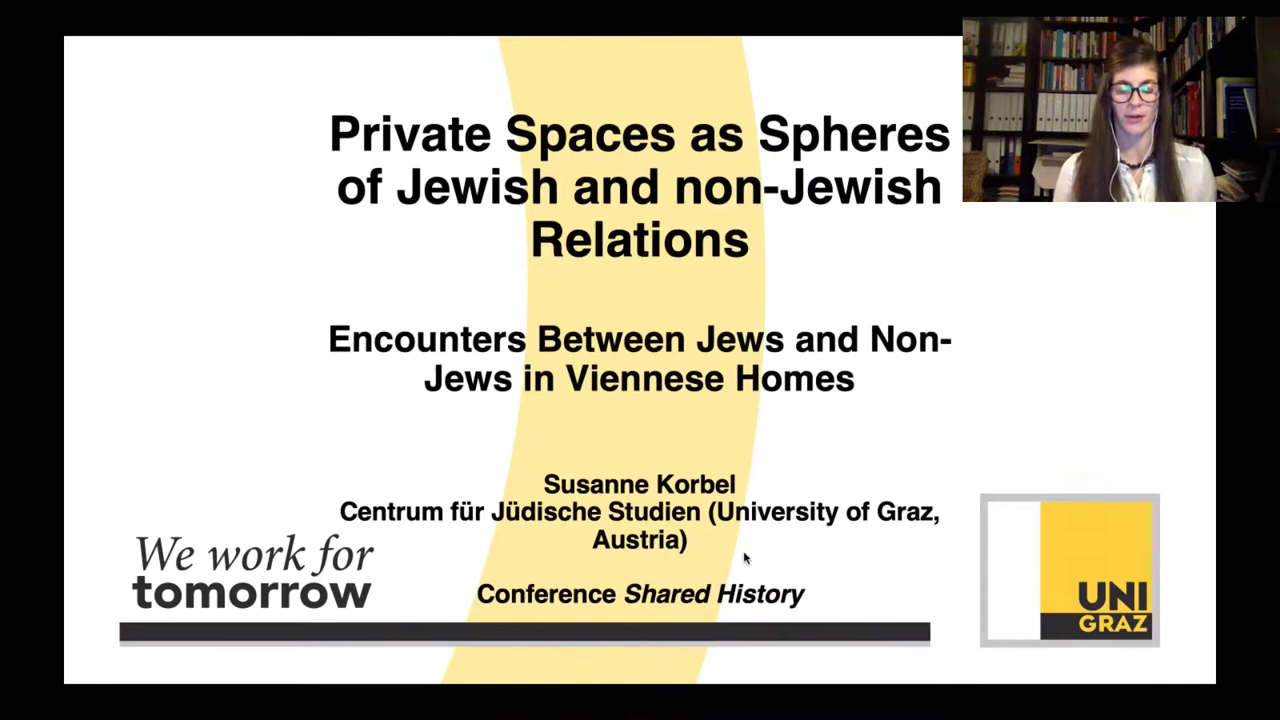 Private Spaces as Spheres
of Jewish and non-Jewish
Relations
Encounters Between Jews and Non-
Jews in Viennese Homes
Susanne Korbel
Centrum für Jüdische Studien (University of Graz,
Austria)
Conference Shared History
We work for
tomorrow
UNI
GRAZ